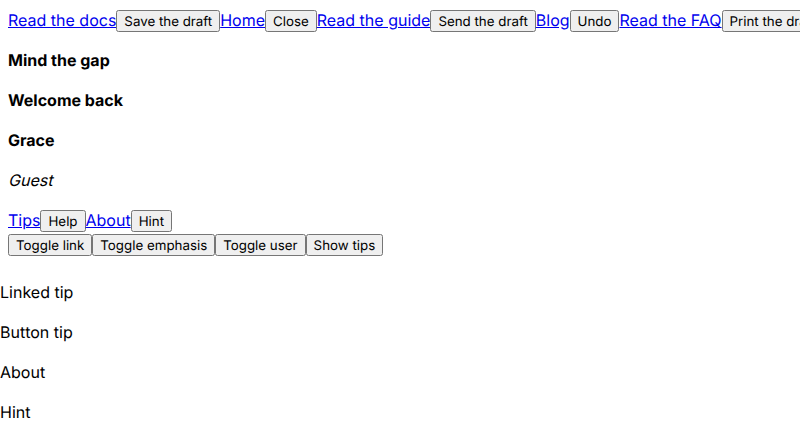 Read the docs Save the draft Home Close Read the guide Send the draft Blog Undo Read the FAQ Print the
Mind the gap
Welcome back
Grace
Guest
Tips Help About Hint
Toggle link Toggle emphasis Toggle user Show tips
Linked tip
Button tip
About
Hint